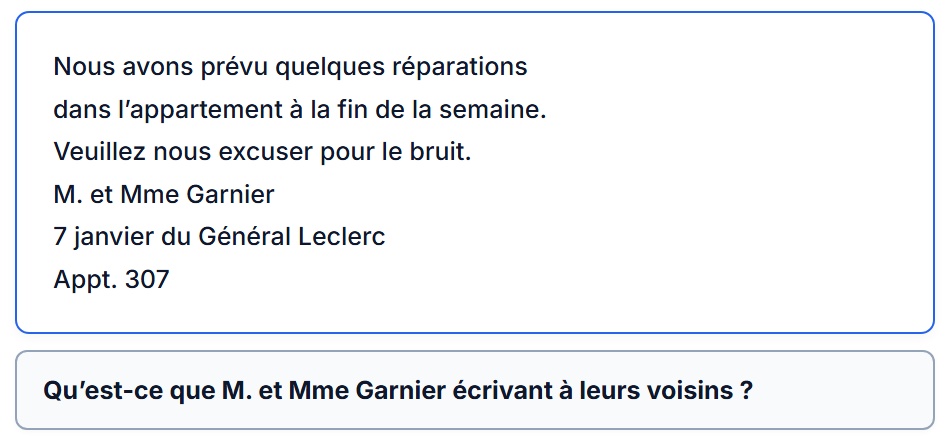 Nous avons prévu quelques réparations
dans l’appartement à la fin de la semaine.
Veuillez nous excuser pour le bruit.
M. et Mme Garnier
7 janvier du Général Leclerc
Appt. 307
Qu’est-ce que M. et Mme Garnier écrivant à leurs voisins ?